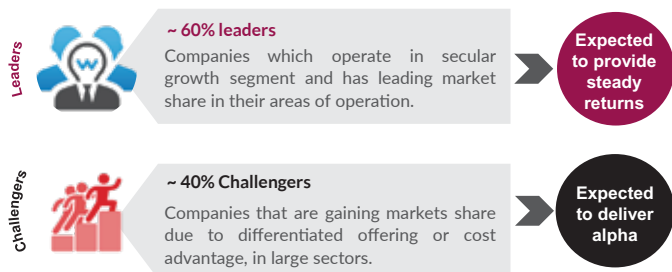 Leaders
~ 60% leaders
Companies which operate in secular
growth segment and has leading market
share in their areas of operation.
Expected
to provide
steady
returns
Challengers
~ 40% Challengers
Companies that are gaining markets share
due to differentiated offering or cost
advantage, in large sectors.
Expected
to deliver
alpha